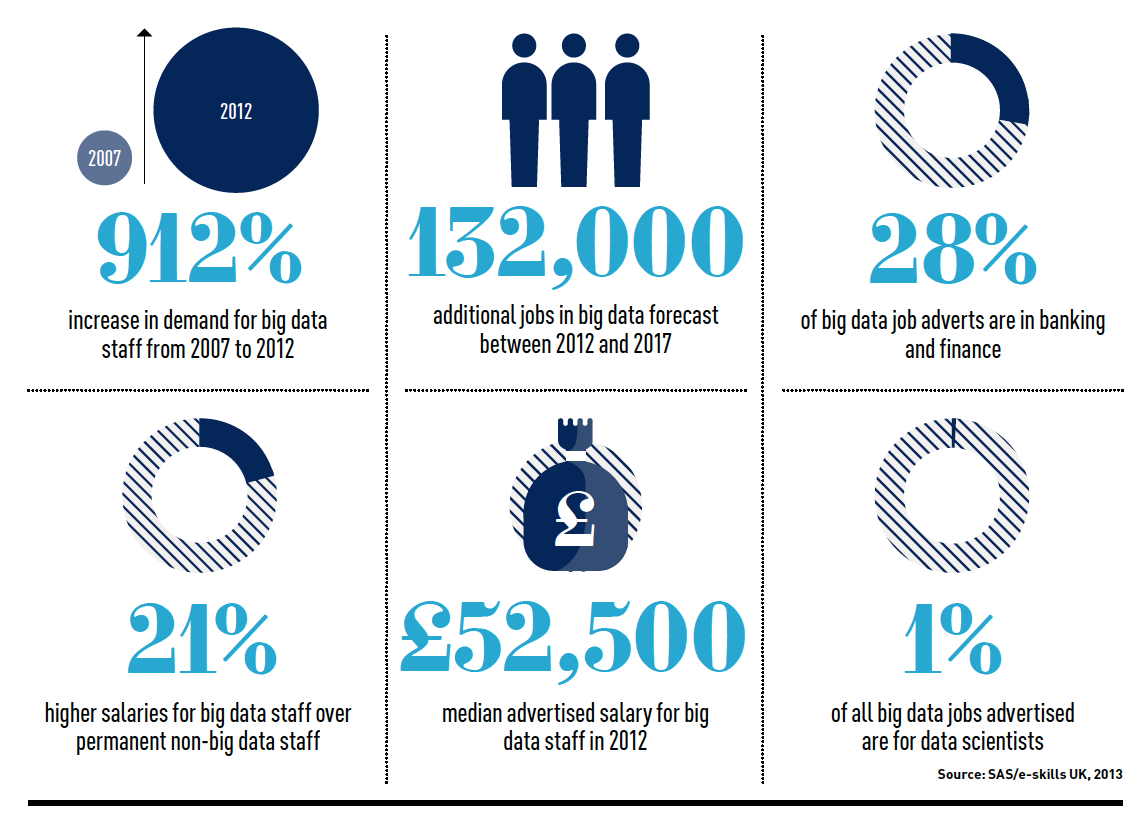 2007
2012
912%
increase in demand for big data
staff from 2007 to 2012
132,000
additional jobs in big data forecast
between 2012 and 2017
28%
of big data job adverts are in banking
and finance
21%
higher salaries for big data staff over
permanent non-big data staff
£
£52,500
median advertised salary for big
data staff in 2012
1%
of all big data jobs advertised
are for data scientists
Source: SAS/e-skills UK, 2013